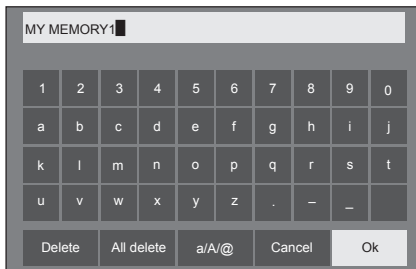 MY MEMORY1
1 2 3 4 5 6 7 8 9 0
a b c d e f g h i j
k l m n o p q r s t
u v w x y z . – _
Delete All delete a/A/@ Cancel Ok